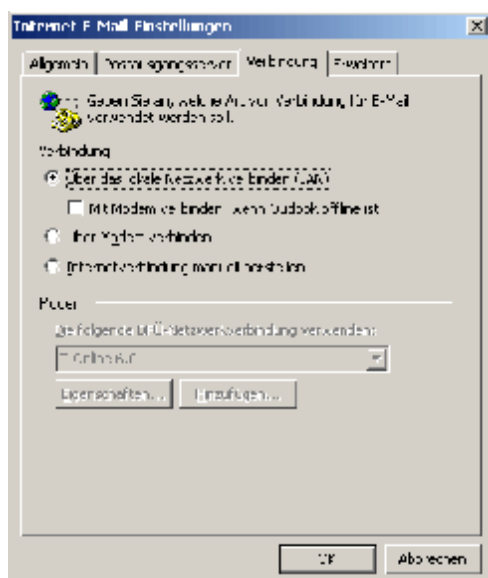 Internet E-Mail Einstellungen
Allgemein Postausgangsserver Verbindung Erweitert
Geben Sie an, welche Art von Verbindung für E-Mail
verwendet werden soll.
Verbindung
Über das lokale Netzwerk verbinden (LAN)
Mit Modem verbinden, wenn Outlook offline ist
Über Modem verbinden
Internetverbindung manuell herstellen
Modem
Die folgende DFÜ-Netzwerkverbindung verwenden:
T-Online 6.0
Eigenschaften... Hinzufügen...
OK Abbrechen